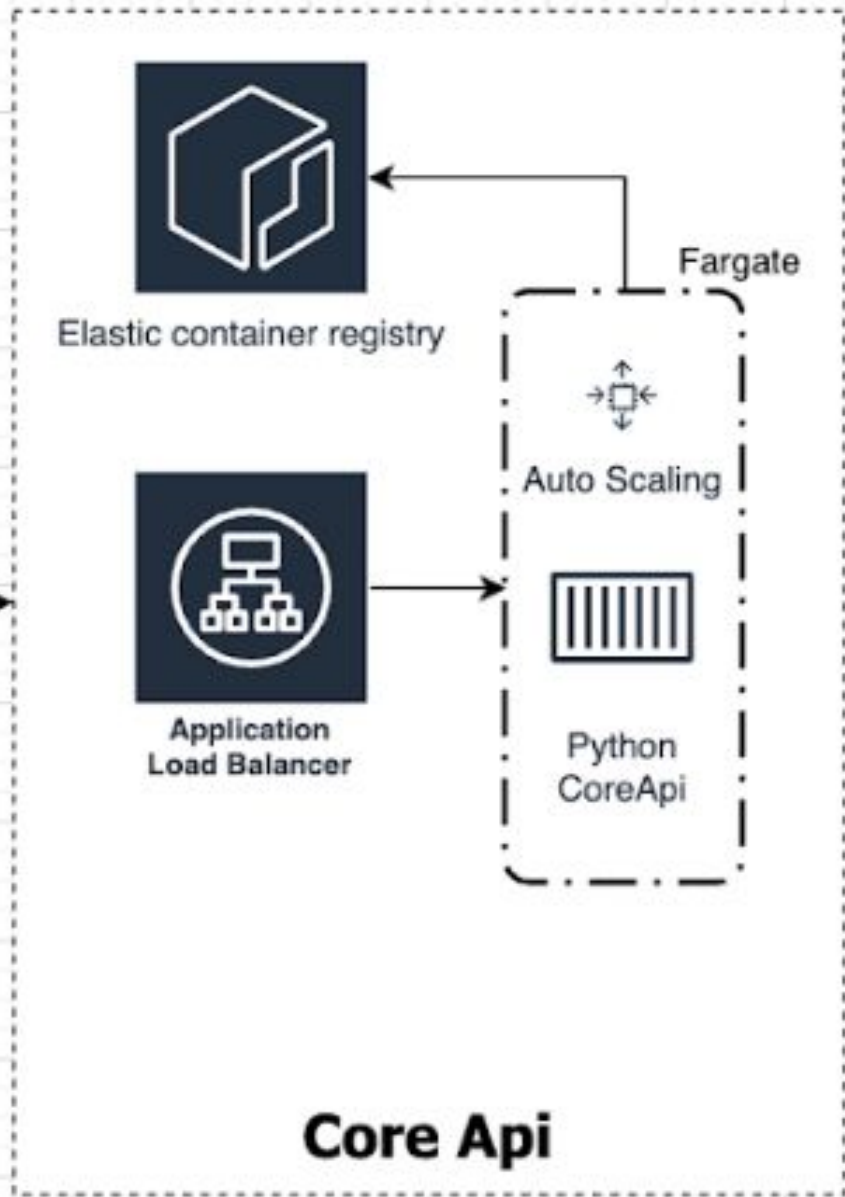 Elastic container registry
Fargate
Auto Scaling
Application
Load Balancer
Python
CoreApi
Core Api